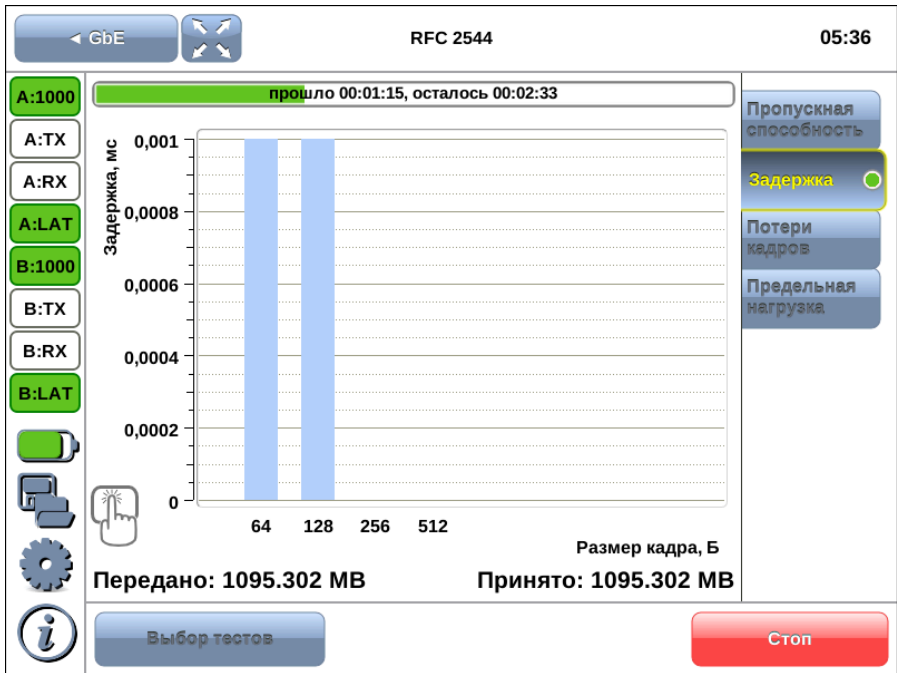 ◄ GbE
RFC 2544
05:36
A:1000
A:TX
A:RX
A:LAT
B:1000
B:TX
B:RX
B:LAT
прошло 00:01:15, осталось 00:02:33
Задержка, мс
0,001
0,0008
0,0006
0,0004
0,0002
0
64 128 256 512
Размер кадра, Б
Передано: 1095.302 MB
Принято: 1095.302 MB
Пропускная
способность
Задержка
Потери
кадров
Предельная
нагрузка
i
Выбор тестов
Стоп